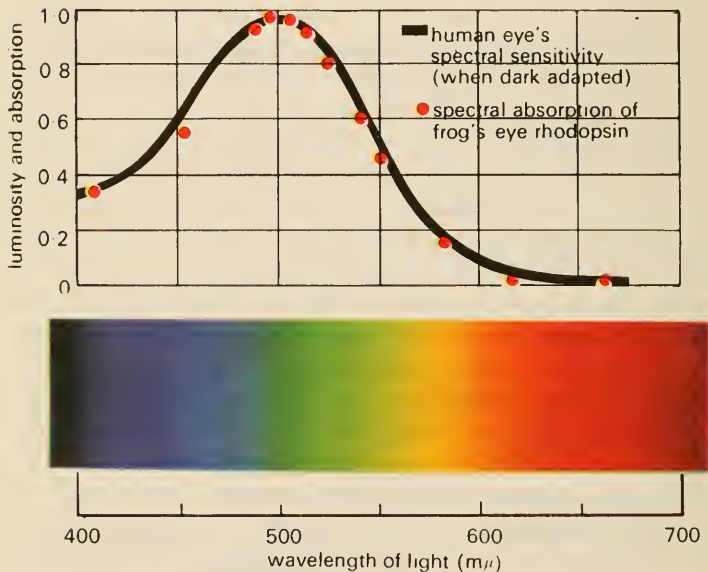 1·0
0·8
0·6
0·4
0·2
0
luminosity and absorption
human eye's
spectral sensitivity
(when dark adapted)
spectral absorption of
frog's eye rhodopsin
400 500 600 700
wavelength of light (mμ)